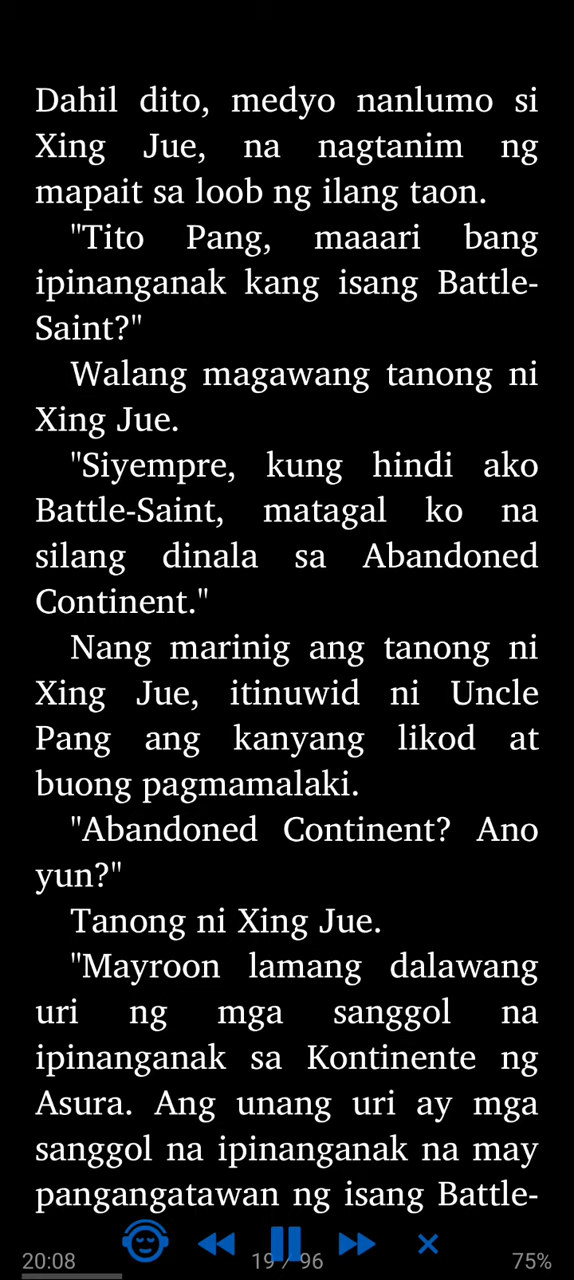 Dahil dito, medyo nanlumo si
Xing Jue, na nagtanim ng
mapait sa loob ng ilang taon.
"Tito Pang, maaari bang
ipinanganak kang isang Battle-
Saint?"
Walang magawang tanong ni
Xing Jue.
"Siyempre, kung hindi ako
Battle-Saint, matagal ko na
silang dinala sa Abandoned
Continent."
Nang marinig ang tanong ni
Xing Jue, itinuwid ni Uncle
Pang ang kanyang likod at
buong pagmamalaki.
"Abandoned Continent? Ano
yun?"
Tanong ni Xing Jue.
"Mayroon lamang dalawang
uri ng mga sanggol na
ipinanganak sa Kontinente ng
Asura. Ang unang uri ay mga
sanggol na ipinanganak na may
pangangatawan ng isang Battle-
20:08 19 / 96 75%